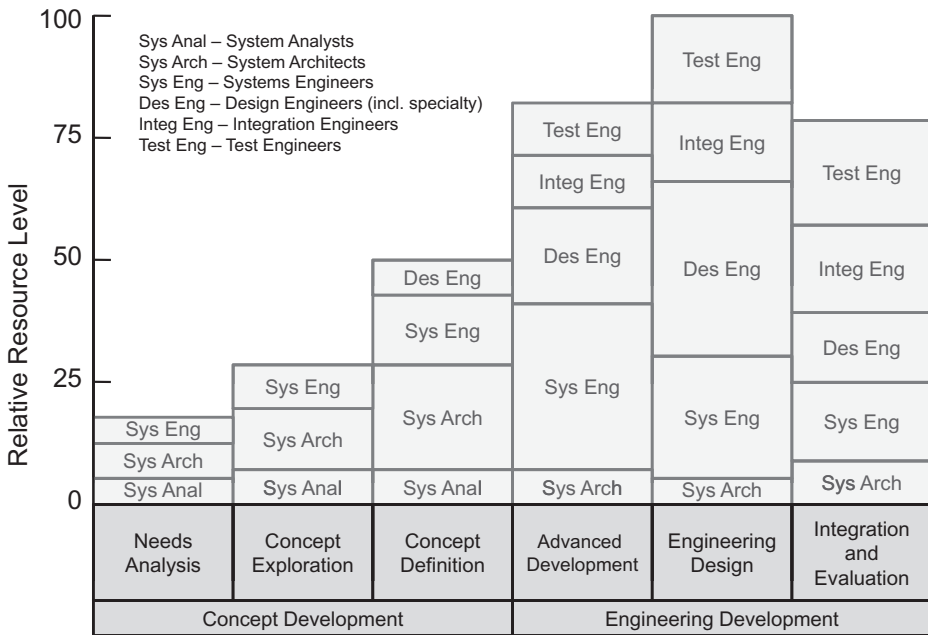 Relative Resource Level
100
75
50
25
0
Sys Anal – System Analysts
Sys Arch – System Architects
Sys Eng – Systems Engineers
Des Eng – Design Engineers (incl. specialty)
Integ Eng – Integration Engineers
Test Eng – Test Engineers
Sys Eng
Sys Arch
Sys Anal
Sys Eng
Sys Arch
Sys Anal
Des Eng
Sys Eng
Sys Arch
Sys Anal
Test Eng
Integ Eng
Des Eng
Sys Eng
Sys Arch
Test Eng
Integ Eng
Des Eng
Sys Eng
Sys Arch
Test Eng
Integ Eng
Des Eng
Sys Eng
Sys Arch
Needs
Analysis
Concept
Exploration
Concept
Definition
Advanced
Development
Engineering
Design
Integration
and
Evaluation
Concept Development
Engineering Development